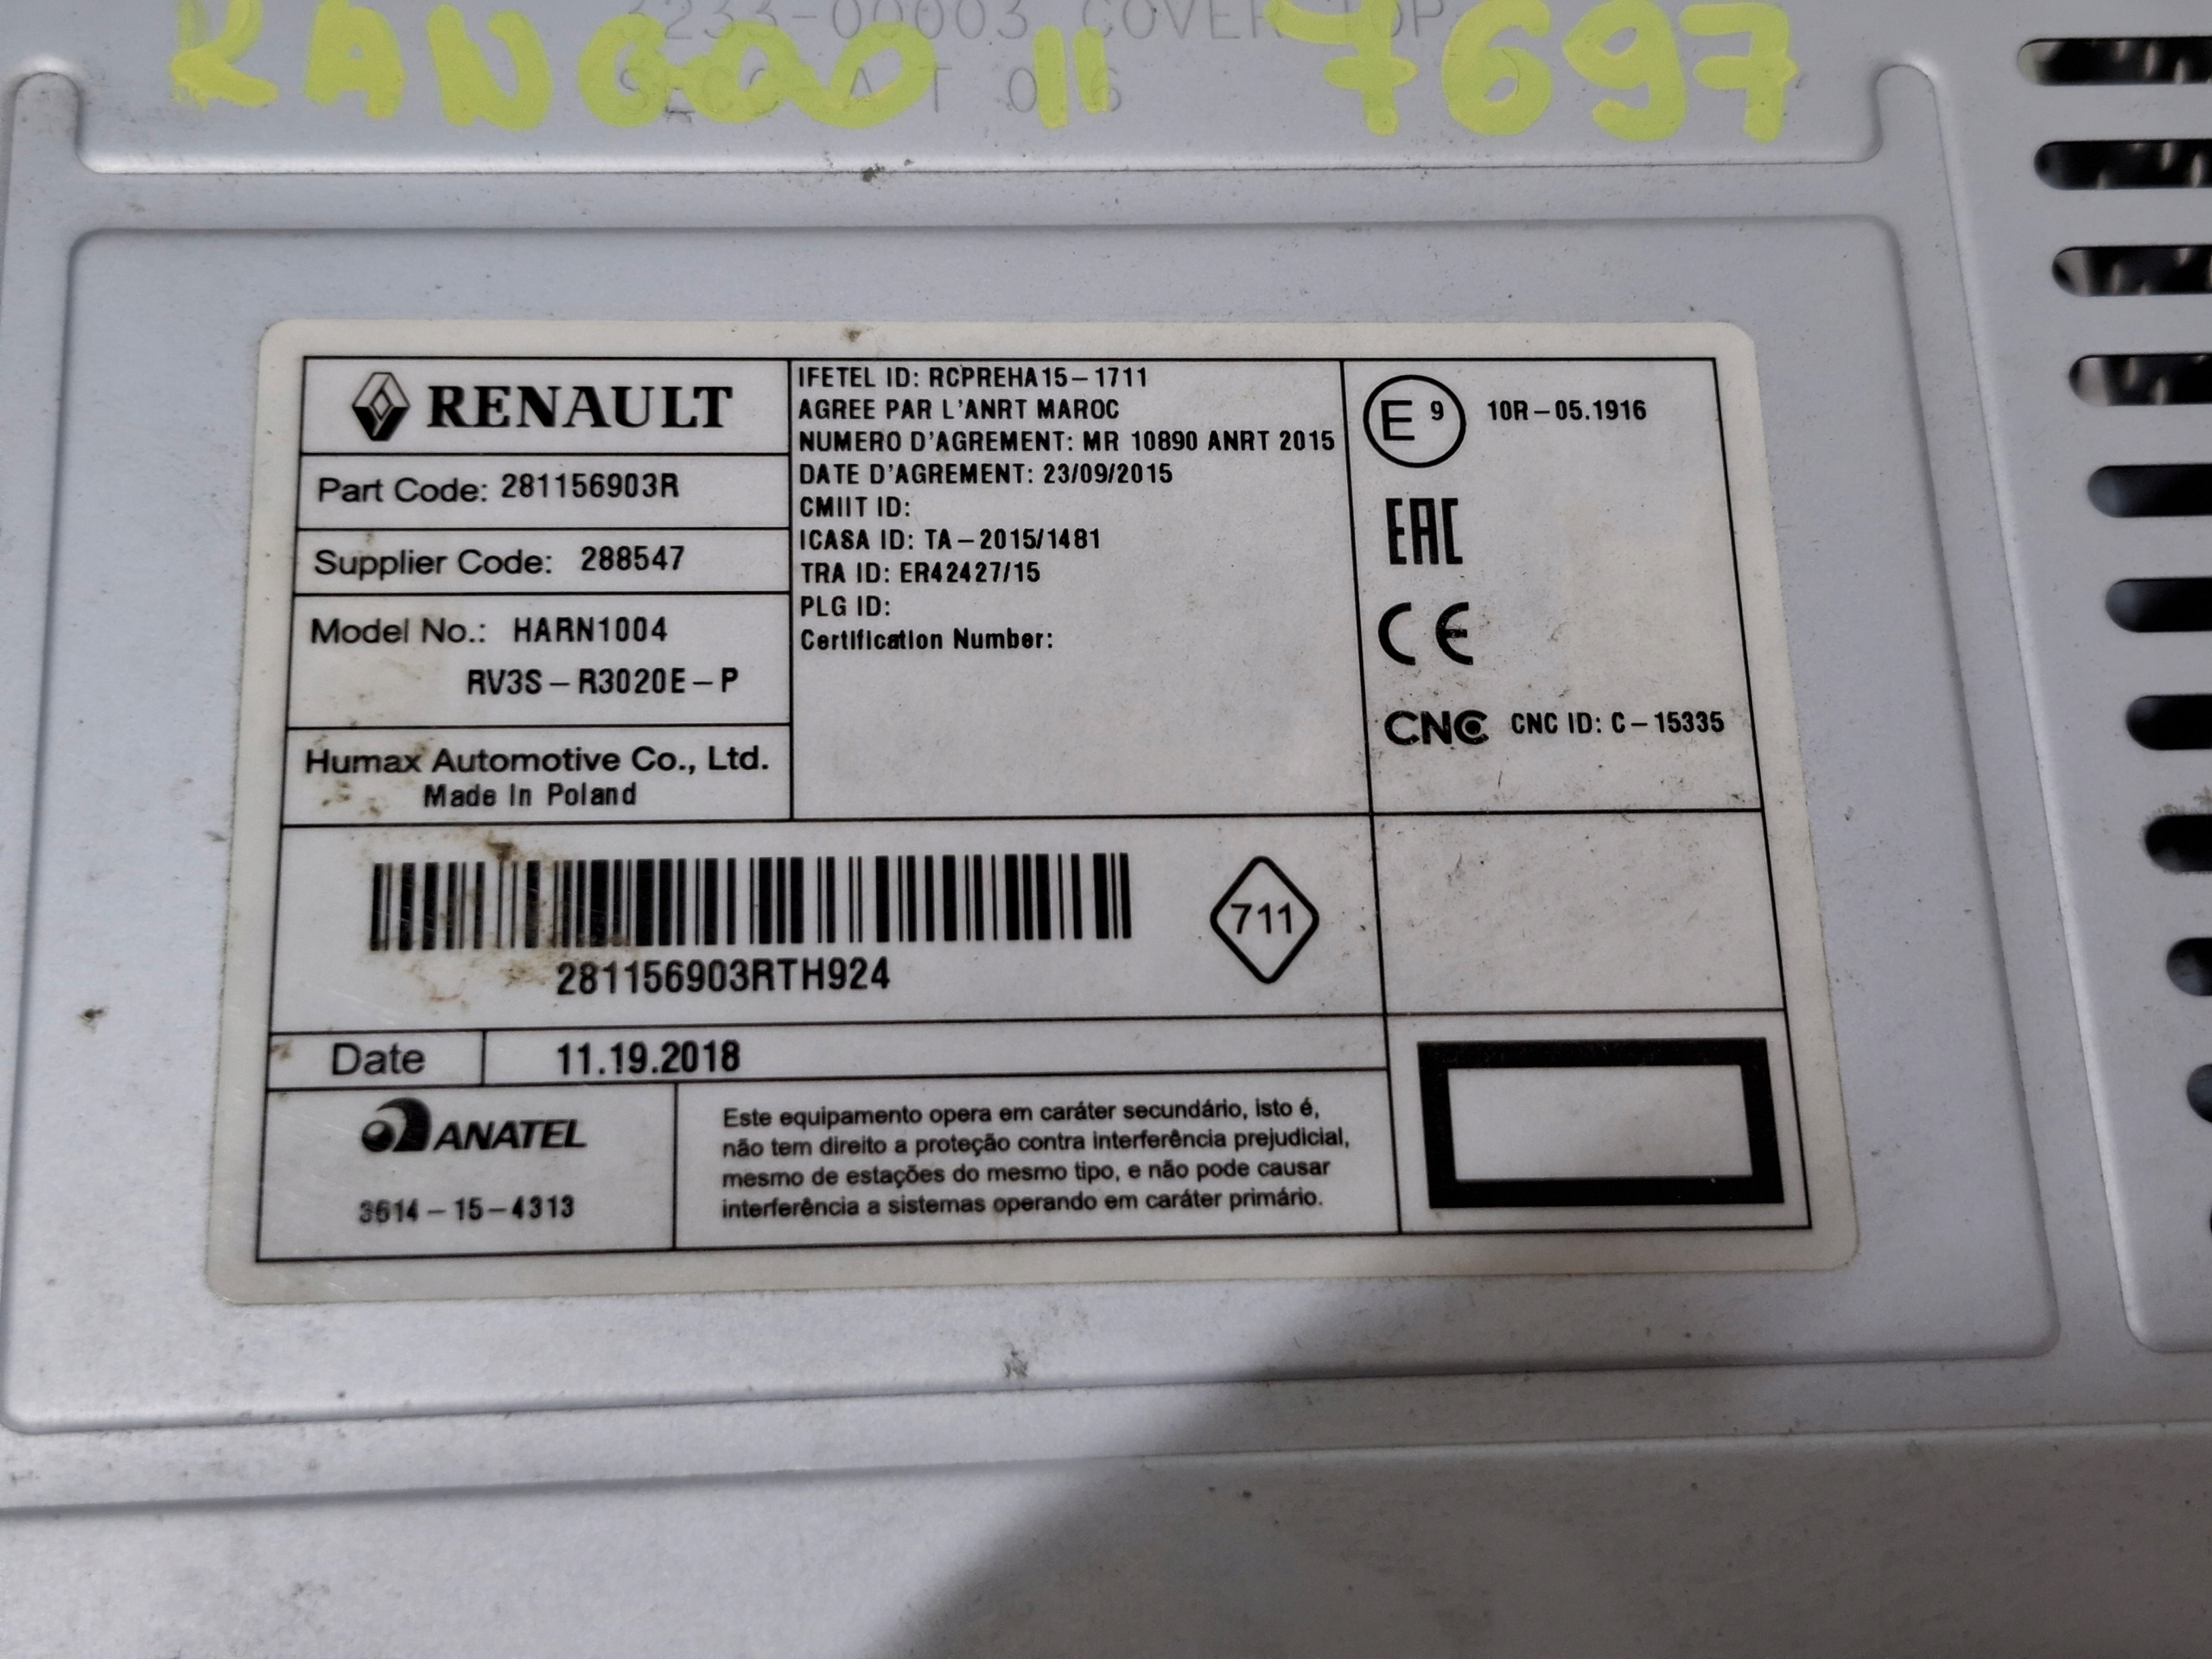 3233-00003 COVER TOP
KANGOO II 7697
RENAULT
Part Code: 281156903R
Supplier Code: 288547
Model No.: HARN1004
RV3S-R3020E-P
Humax Automotive Co., Ltd.
Made In Poland
IFETEL ID: RCPREHA15-1711
AGREE PAR L'ANRT MAROC
NUMERO D'AGREMENT: MR 10890 ANRT 2015
DATE D'AGREMENT: 23/09/2015
CMIIT ID:
ICASA ID: TA-2015/1481
TRA ID: ER42427/15
PLG ID:
Certification Number:
E 9 10R-05.1916
EAC
CE
CNC CNC ID: C-15335
281156903RTH924
711
Date 11.19.2018
ANATEL
3614-15-4313
Este equipamento opera em caráter secundário, isto é,
não tem direito a proteção contra interferência prejudicial,
mesmo de estações do mesmo tipo, e não pode causar
interferência a sistemas operando em caráter primário.